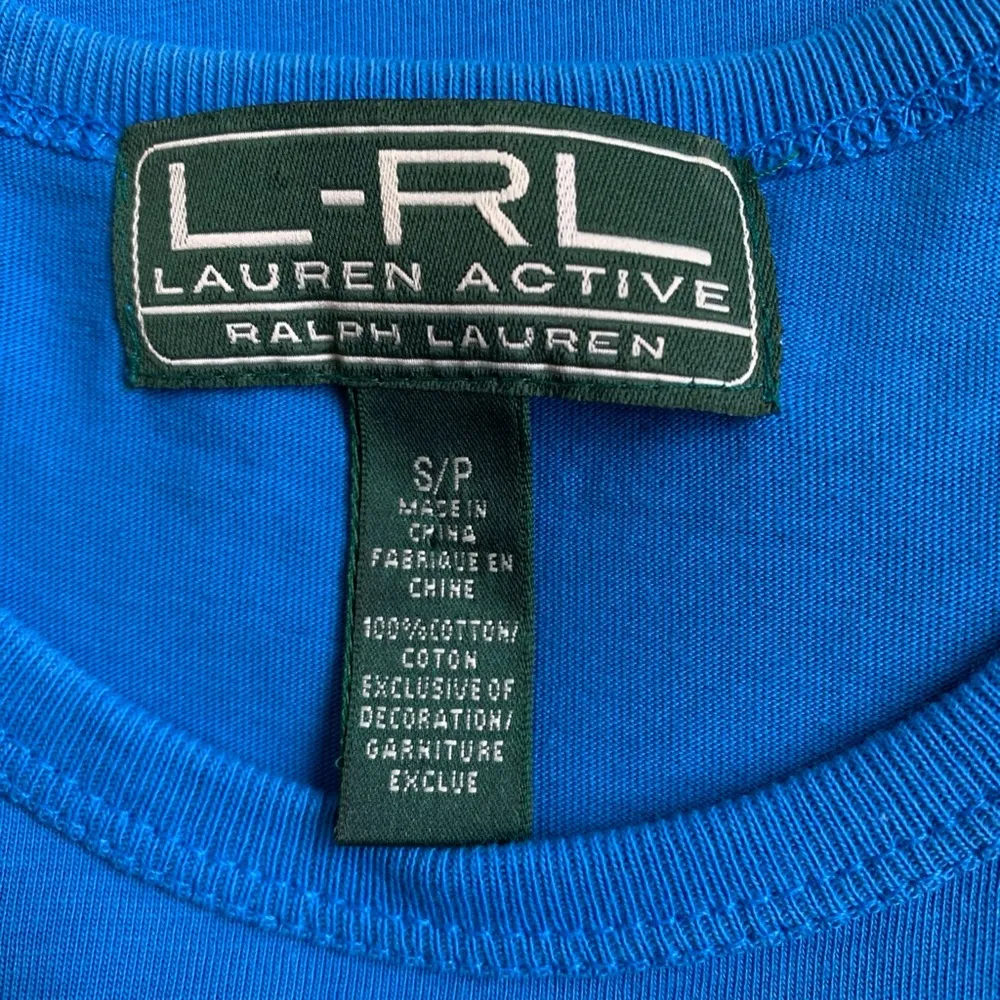 L-RL
LAUREN ACTIVE
RALPH LAUREN
S/P
MADE IN
CHINA
FABRIQUE EN
CHINE
100% COTTON/
COTON
EXCLUSIVE OF
DECORATION/
GARNITURE
EXCLUE